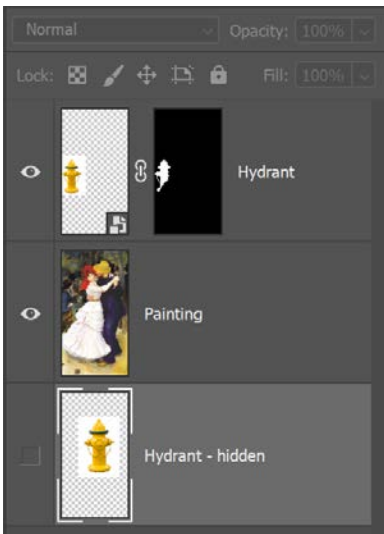 Normal Opacity: 100%
Lock: Fill: 100%
Hydrant
Painting
Hydrant - hidden